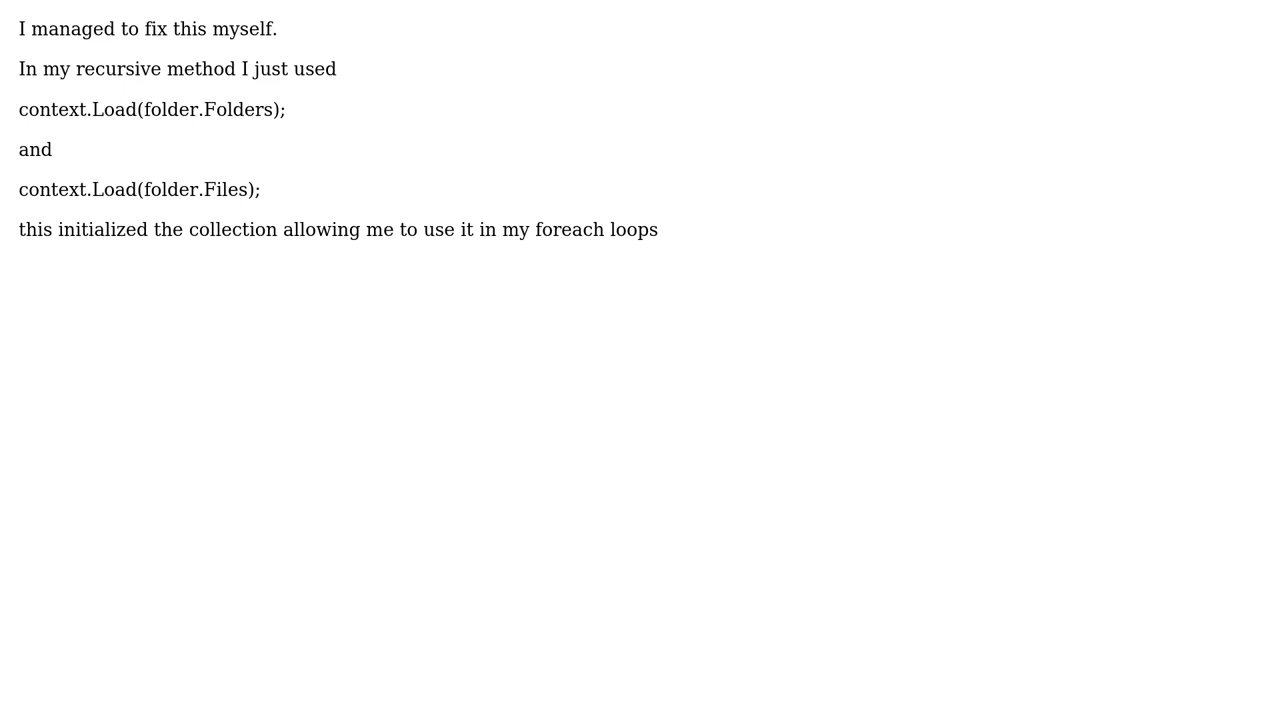 I managed to fix this myself.
In my recursive method I just used
context.Load(folder.Folders);
and
context.Load(folder.Files);
this initialized the collection allowing me to use it in my foreach loops